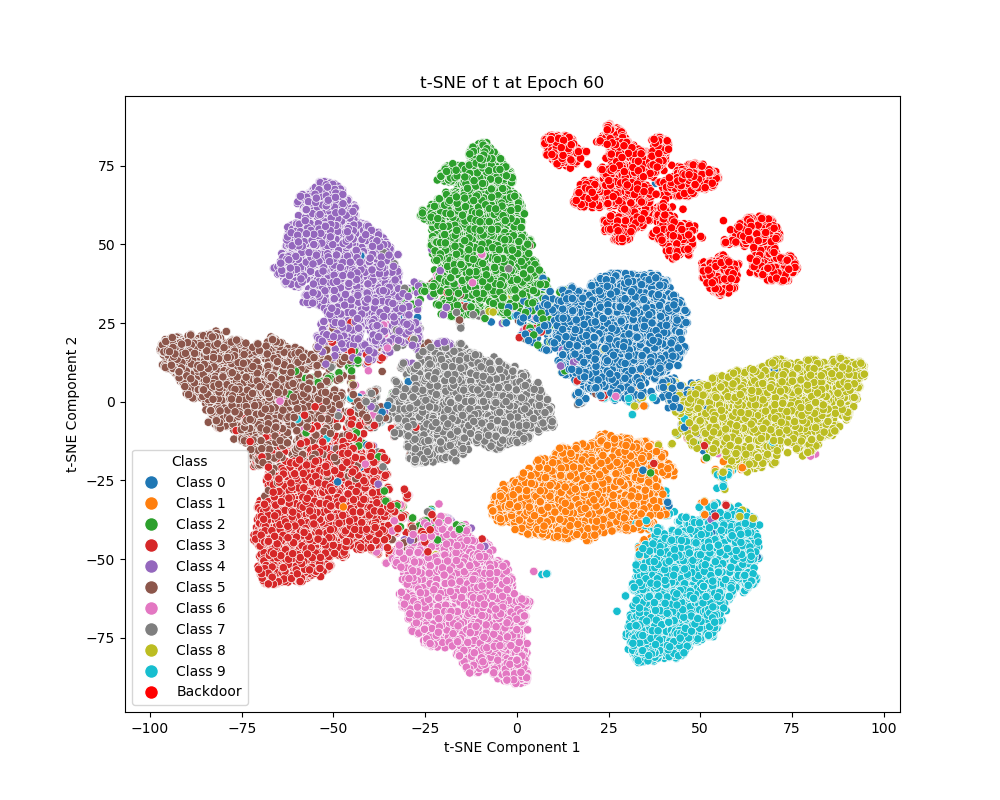 t-SNE of t at Epoch 60
t-SNE Component 2
75
50
25
0
−25
−50
−75
Class
Class 0
Class 1
Class 2
Class 3
Class 4
Class 5
Class 6
Class 7
Class 8
Class 9
Backdoor
−100 −75 −50 −25 0 25 50 75 100
t-SNE Component 1